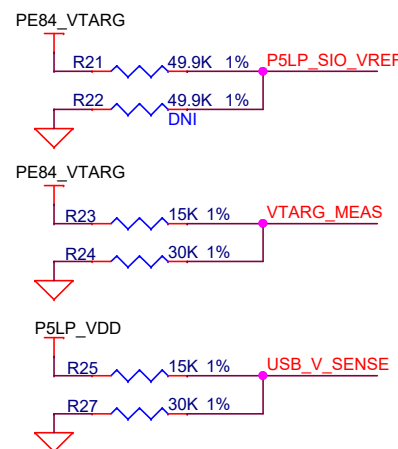 PE84_VTARG
R21 49.9K 1% P5LP_SIO_VREF
R22 49.9K 1%
DNI
PE84_VTARG
R23 15K 1% VTARG_MEAS
R24 30K 1%
P5LP_VDD
R25 15K 1% USB_V_SENSE
R27 30K 1%